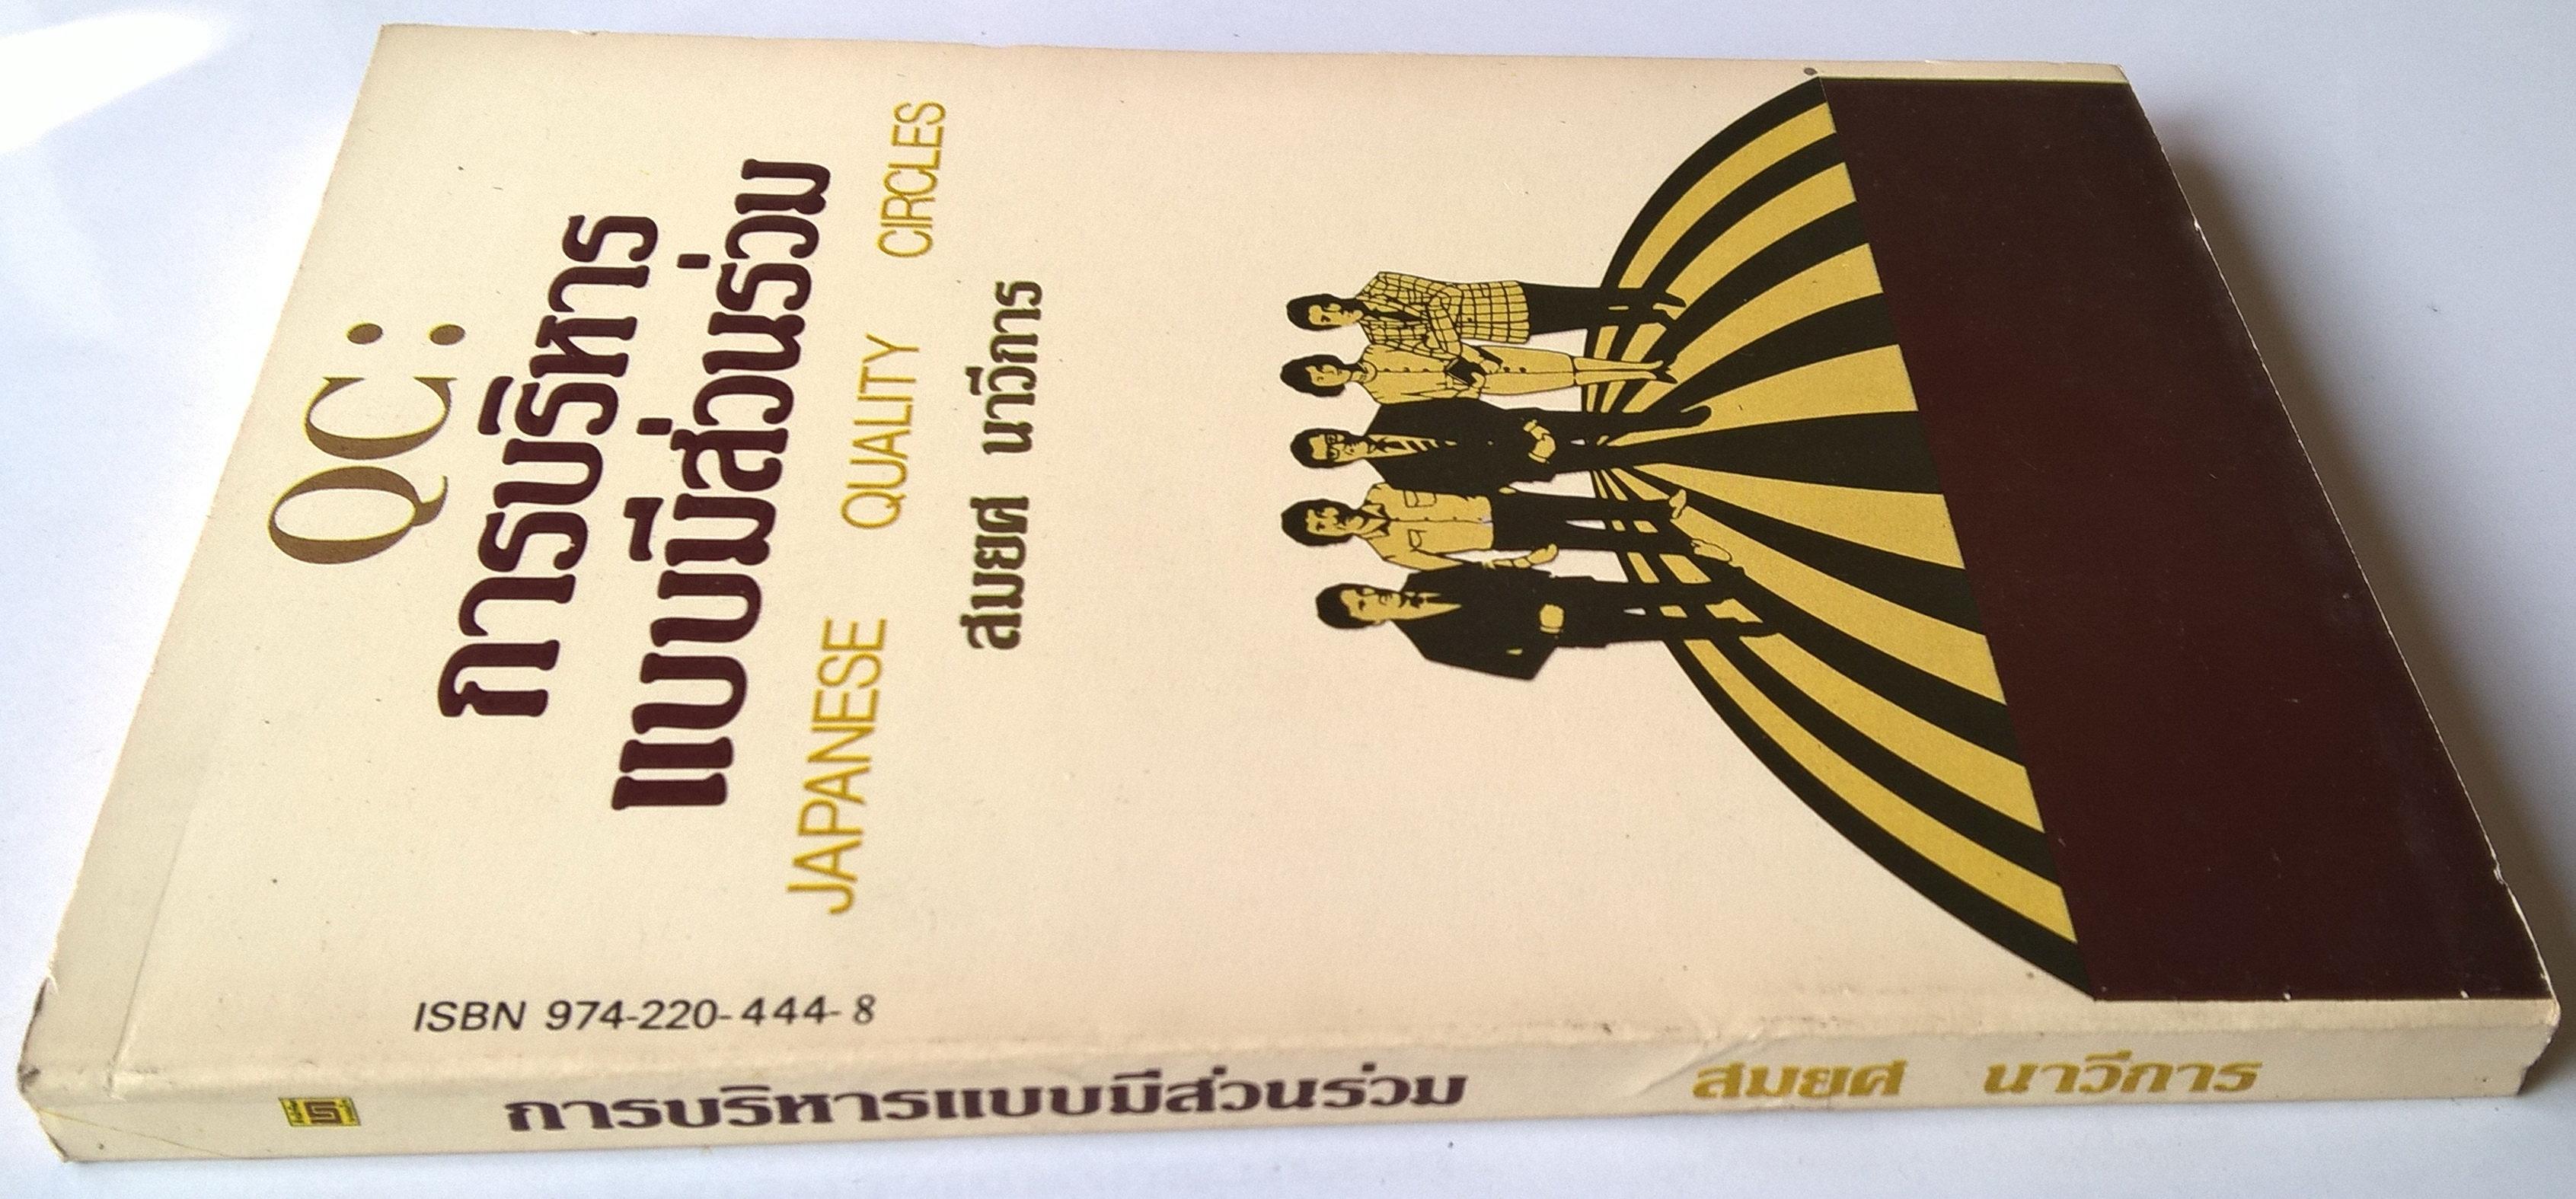 QC:
การบริหาร
แบบมีส่วนร่วม
JAPANESE QUALITY CIRCLES
สมยศ นาวีการ
ISBN 974-220-444-8
การบริหารแบบมีส่วนร่วม สมยศ นาวีการ